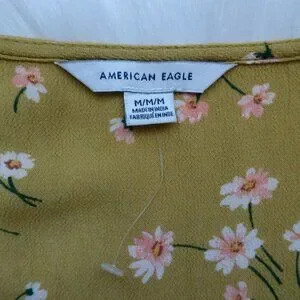 AMERICAN EAGLE
M/M/M
MADE IN INDIA
FABRIQUÉ EN INDE